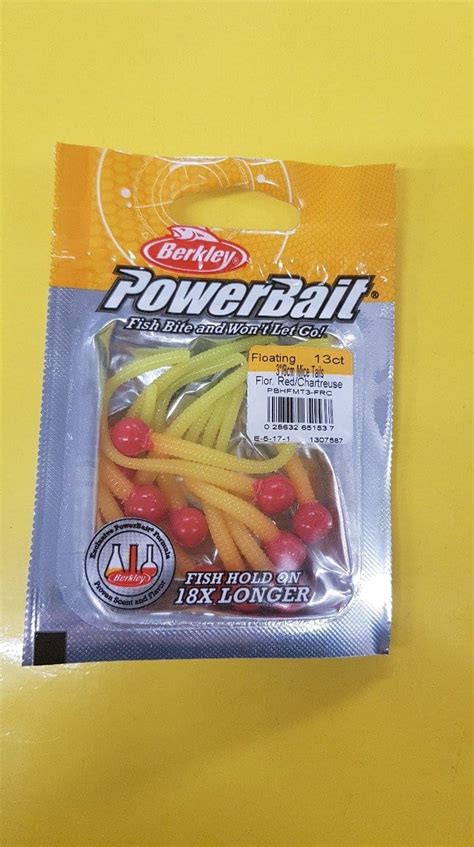 Berkley
PowerBait®
Fish Bite and Won't Let Go!
Floating 13ct
3"/8cm Mice Tails
Flor. Red/Chartreuse
PBHFMT3-FRC
0 28632 65153 7
E-5-17-1 1307587
Exclusive PowerBait® Formula
Berkley
Proven Scent and Flavor
FISH HOLD ON
18X LONGER